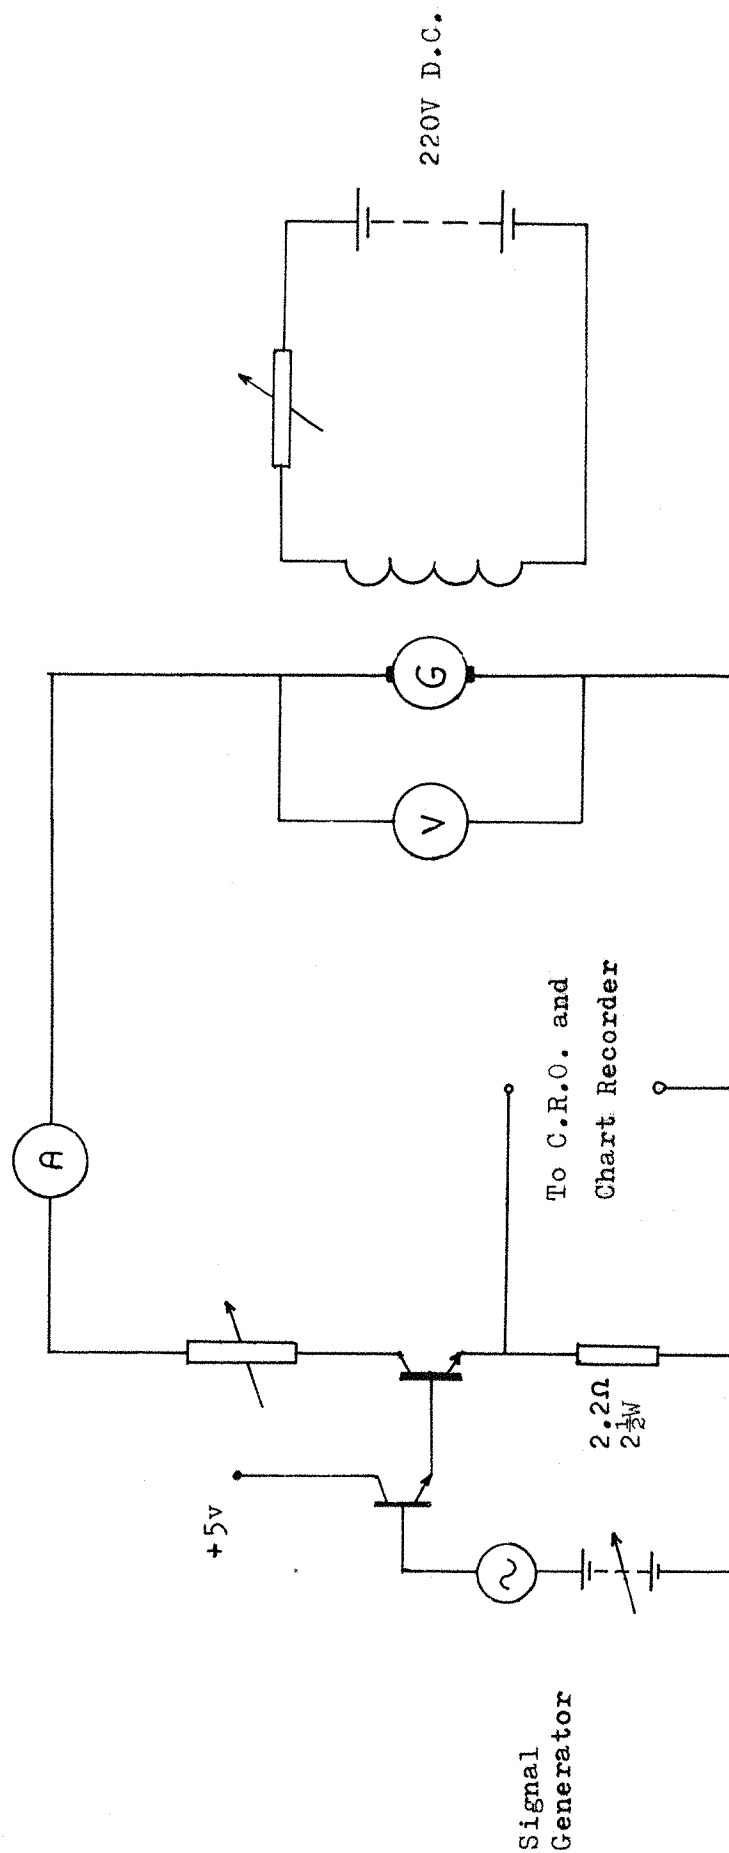 Signal
Generator
+5v
2.2Ω
2½W
A
To C.R.O. and
Chart Recorder
V
G
220V D.C.